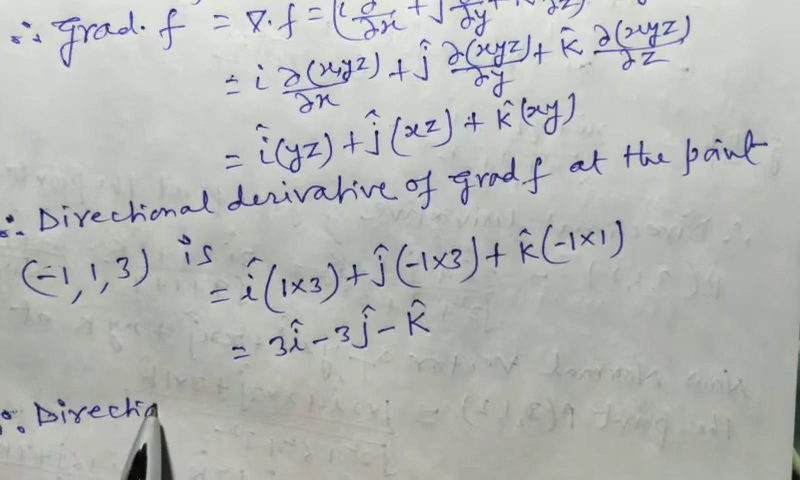 ∴ grad. f = ∇.f = (i ∂/∂x + j ∂/∂y +
= i ∂(xyz)/∂x + ĵ ∂(xyz)/∂y + k̂ ∂(xyz)/∂z
= î(yz) + ĵ(xz) + k̂(xy)
∴ Directional derivative of grad f at the point
(-1, 1, 3) is
= î(1×3) + ĵ(-1×3) + k̂(-1×1)
= 3î - 3ĵ - k̂
∴ Directio